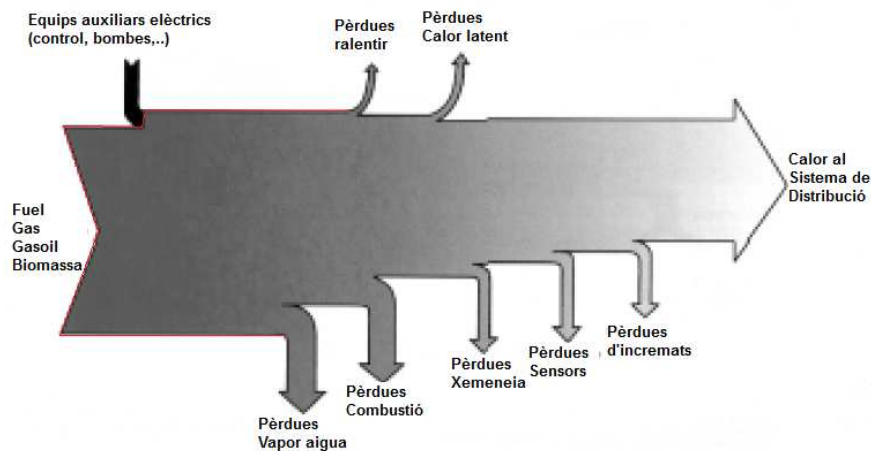 Equips auxiliars elèctrics
(control, bombes,..)
Pèrdues
ralentir
Pèrdues
Calor latent
Fuel
Gas
Gasoil
Biomassa
Calor al
Sistema de
Distribució
Pèrdues
Vapor aigua
Pèrdues
Combustió
Pèrdues
Xemeneia
Pèrdues
Sensors
Pèrdues
d'incremats